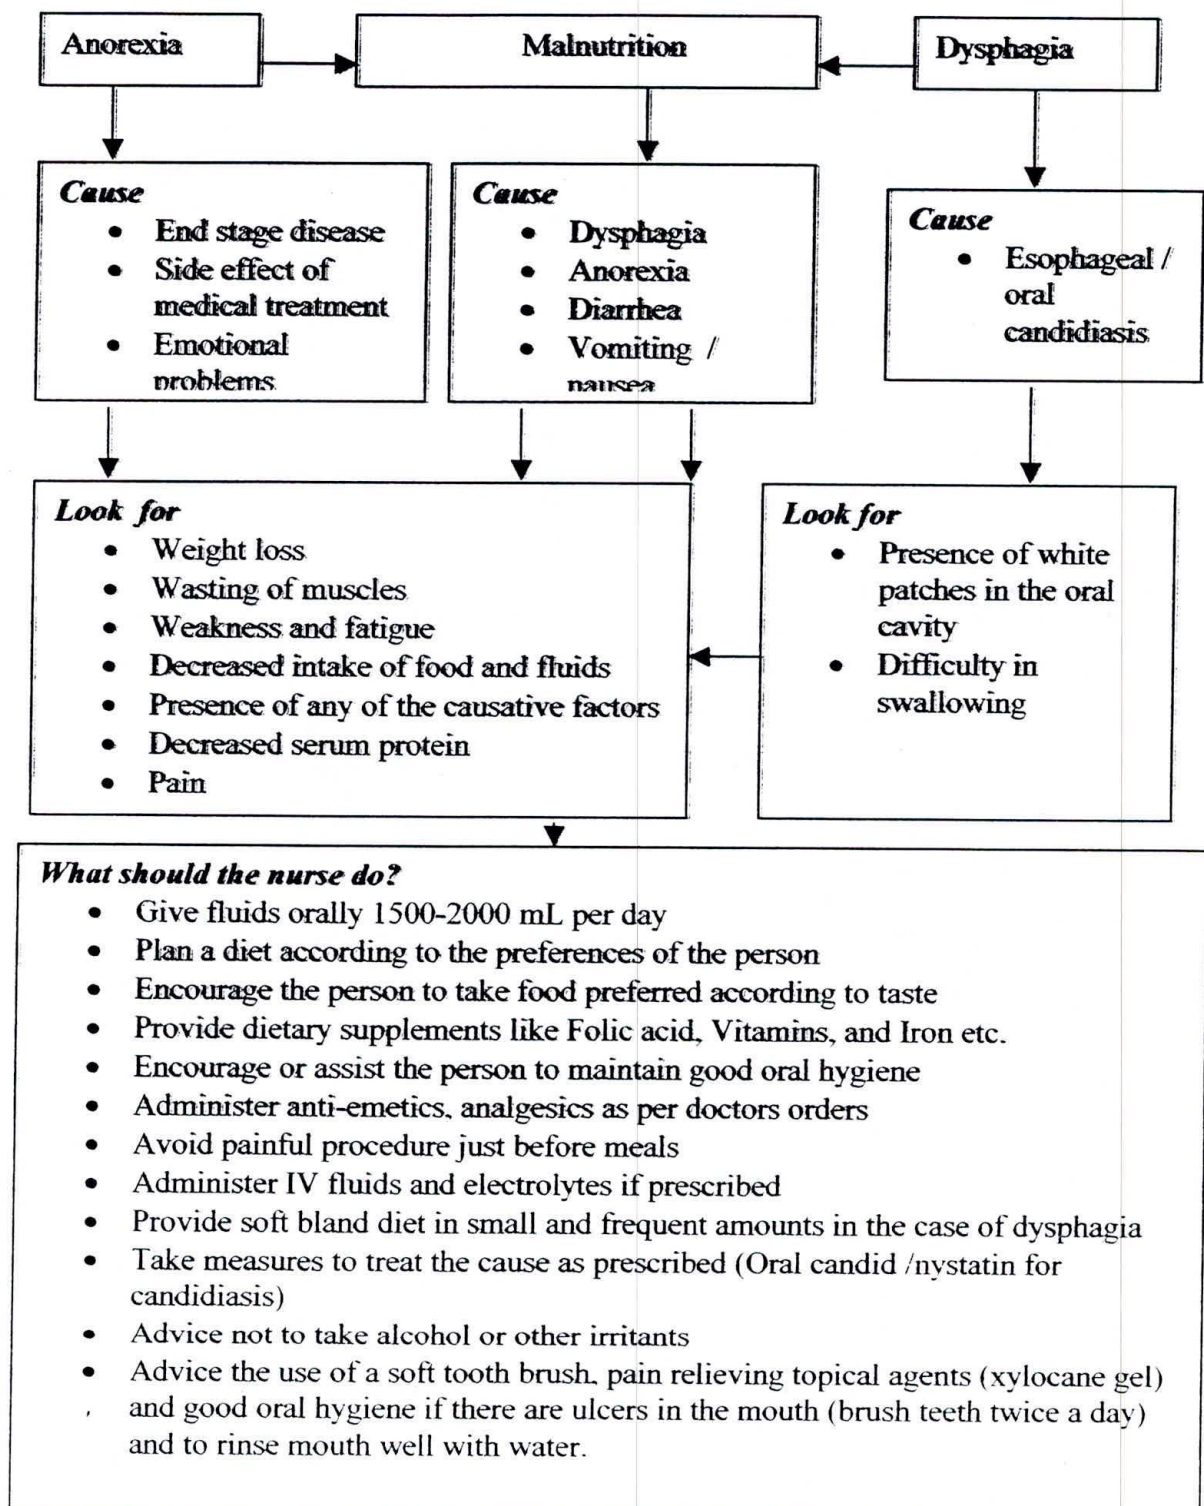 Anorexia
Malnutrition
Dysphagia
Cause
• End stage disease
• Side effect of
medical treatment
• Emotional
problems
Cause
• Dysphagia
• Anorexia
• Diarrhea
• Vomiting /
nausea
Cause
• Esophageal /
oral
candidiasis
Look for
• Weight loss
• Wasting of muscles
• Weakness and fatigue
• Decreased intake of food and fluids
• Presence of any of the causative factors
• Decreased serum protein
• Pain
Look for
• Presence of white
patches in the oral
cavity
• Difficulty in
swallowing
What should the nurse do?
• Give fluids orally 1500-2000 mL per day
• Plan a diet according to the preferences of the person
• Encourage the person to take food preferred according to taste
• Provide dietary supplements like Folic acid, Vitamins, and Iron etc.
• Encourage or assist the person to maintain good oral hygiene
• Administer anti-emetics, analgesics as per doctors orders
• Avoid painful procedure just before meals
• Administer IV fluids and electrolytes if prescribed
• Provide soft bland diet in small and frequent amounts in the case of dysphagia
• Take measures to treat the cause as prescribed (Oral candid /nystatin for
candidiasis)
• Advice not to take alcohol or other irritants
• Advice the use of a soft tooth brush, pain relieving topical agents (xylocane gel)
and good oral hygiene if there are ulcers in the mouth (brush teeth twice a day)
and to rinse mouth well with water.